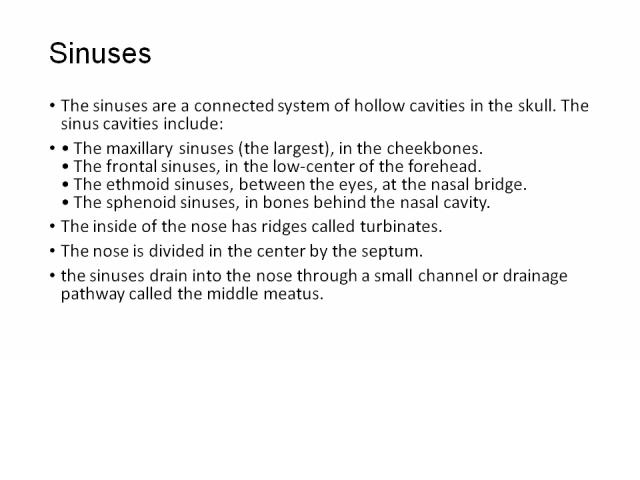 Sinuses
• The sinuses are a connected system of hollow cavities in the skull. The
sinus cavities include:
• • The maxillary sinuses (the largest), in the cheekbones.
• The frontal sinuses, in the low-center of the forehead.
• The ethmoid sinuses, between the eyes, at the nasal bridge.
• The sphenoid sinuses, in bones behind the nasal cavity.
• The inside of the nose has ridges called turbinates.
• The nose is divided in the center by the septum.
• the sinuses drain into the nose through a small channel or drainage
pathway called the middle meatus.